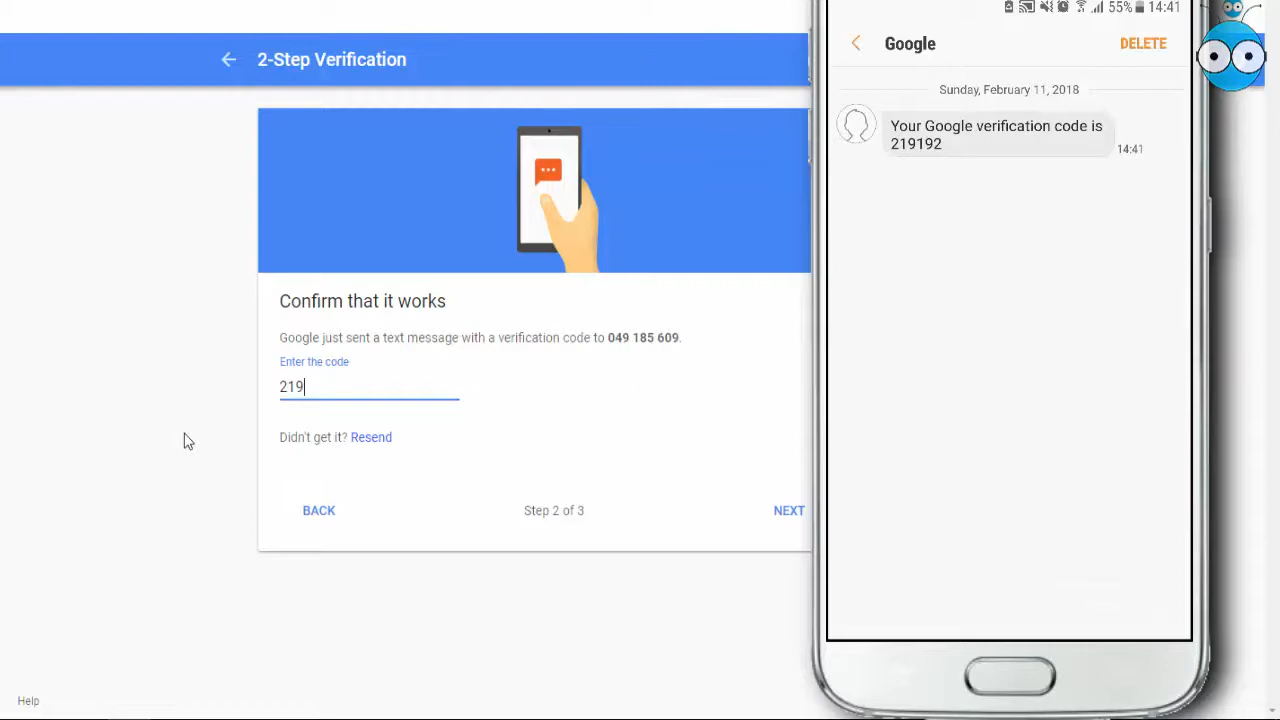 2-Step Verification
Confirm that it works
Google just sent a text message with a verification code to 049 185 609.
Enter the code
219
Didn't get it? Resend
BACK
Step 2 of 3
NEXT
Help
55% 14:41
Google
DELETE
Sunday, February 11, 2018
Your Google verification code is
219192
14:41